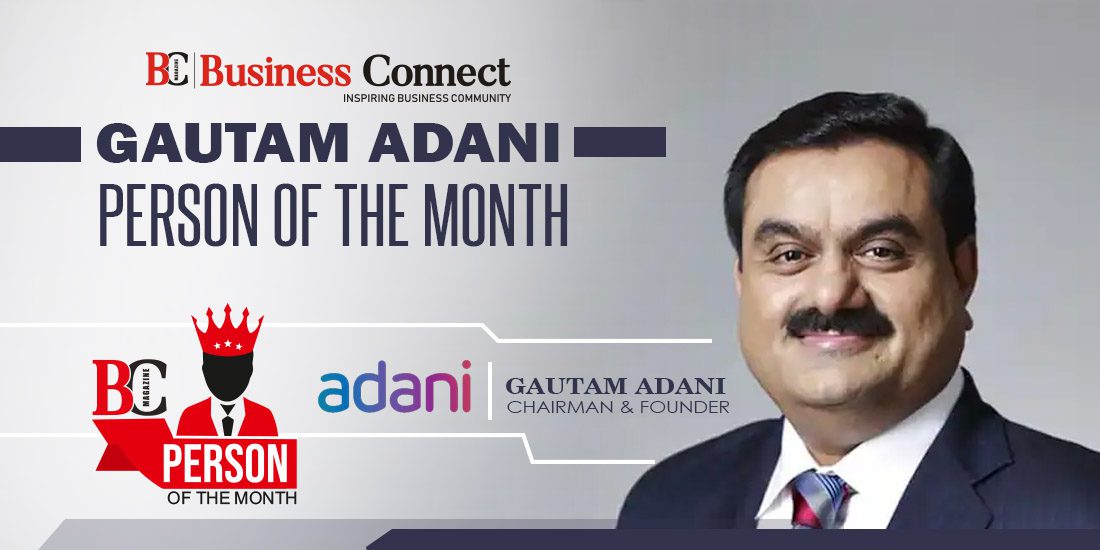 BC MAGAZINE Business Connect
INSPIRING BUSINESS COMMUNITY
GAUTAM ADANI
PERSON OF THE MONTH
BC MAGAZINE
PERSON
OF THE MONTH
adani
GAUTAM ADANI
CHAIRMAN & FOUNDER